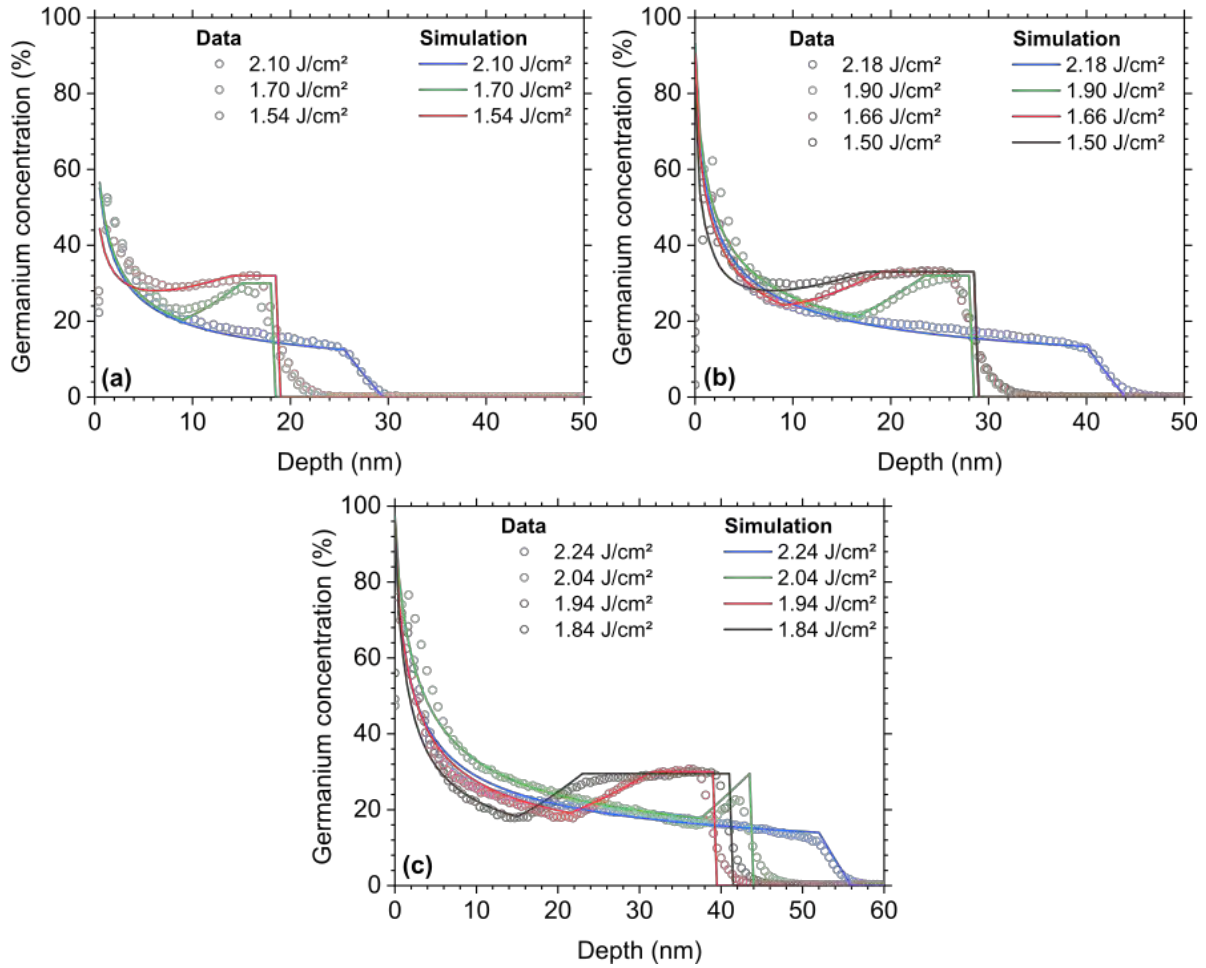 Data Simulation
2.10 J/cm² 2.10 J/cm²
1.70 J/cm² 1.70 J/cm²
1.54 J/cm² 1.54 J/cm²
100
80
60
40
20
0
Germanium concentration (%)
(a)
0 10 20 30 40 50
Depth (nm)
Data Simulation
2.18 J/cm² 2.18 J/cm²
1.90 J/cm² 1.90 J/cm²
1.66 J/cm² 1.66 J/cm²
1.50 J/cm² 1.50 J/cm²
100
80
60
40
20
0
Germanium concentration (%)
(b)
0 10 20 30 40 50
Depth (nm)
Data Simulation
2.24 J/cm² 2.24 J/cm²
2.04 J/cm² 2.04 J/cm²
1.94 J/cm² 1.94 J/cm²
1.84 J/cm² 1.84 J/cm²
100
80
60
40
20
0
Germanium concentration (%)
(c)
0 10 20 30 40 50 60
Depth (nm)